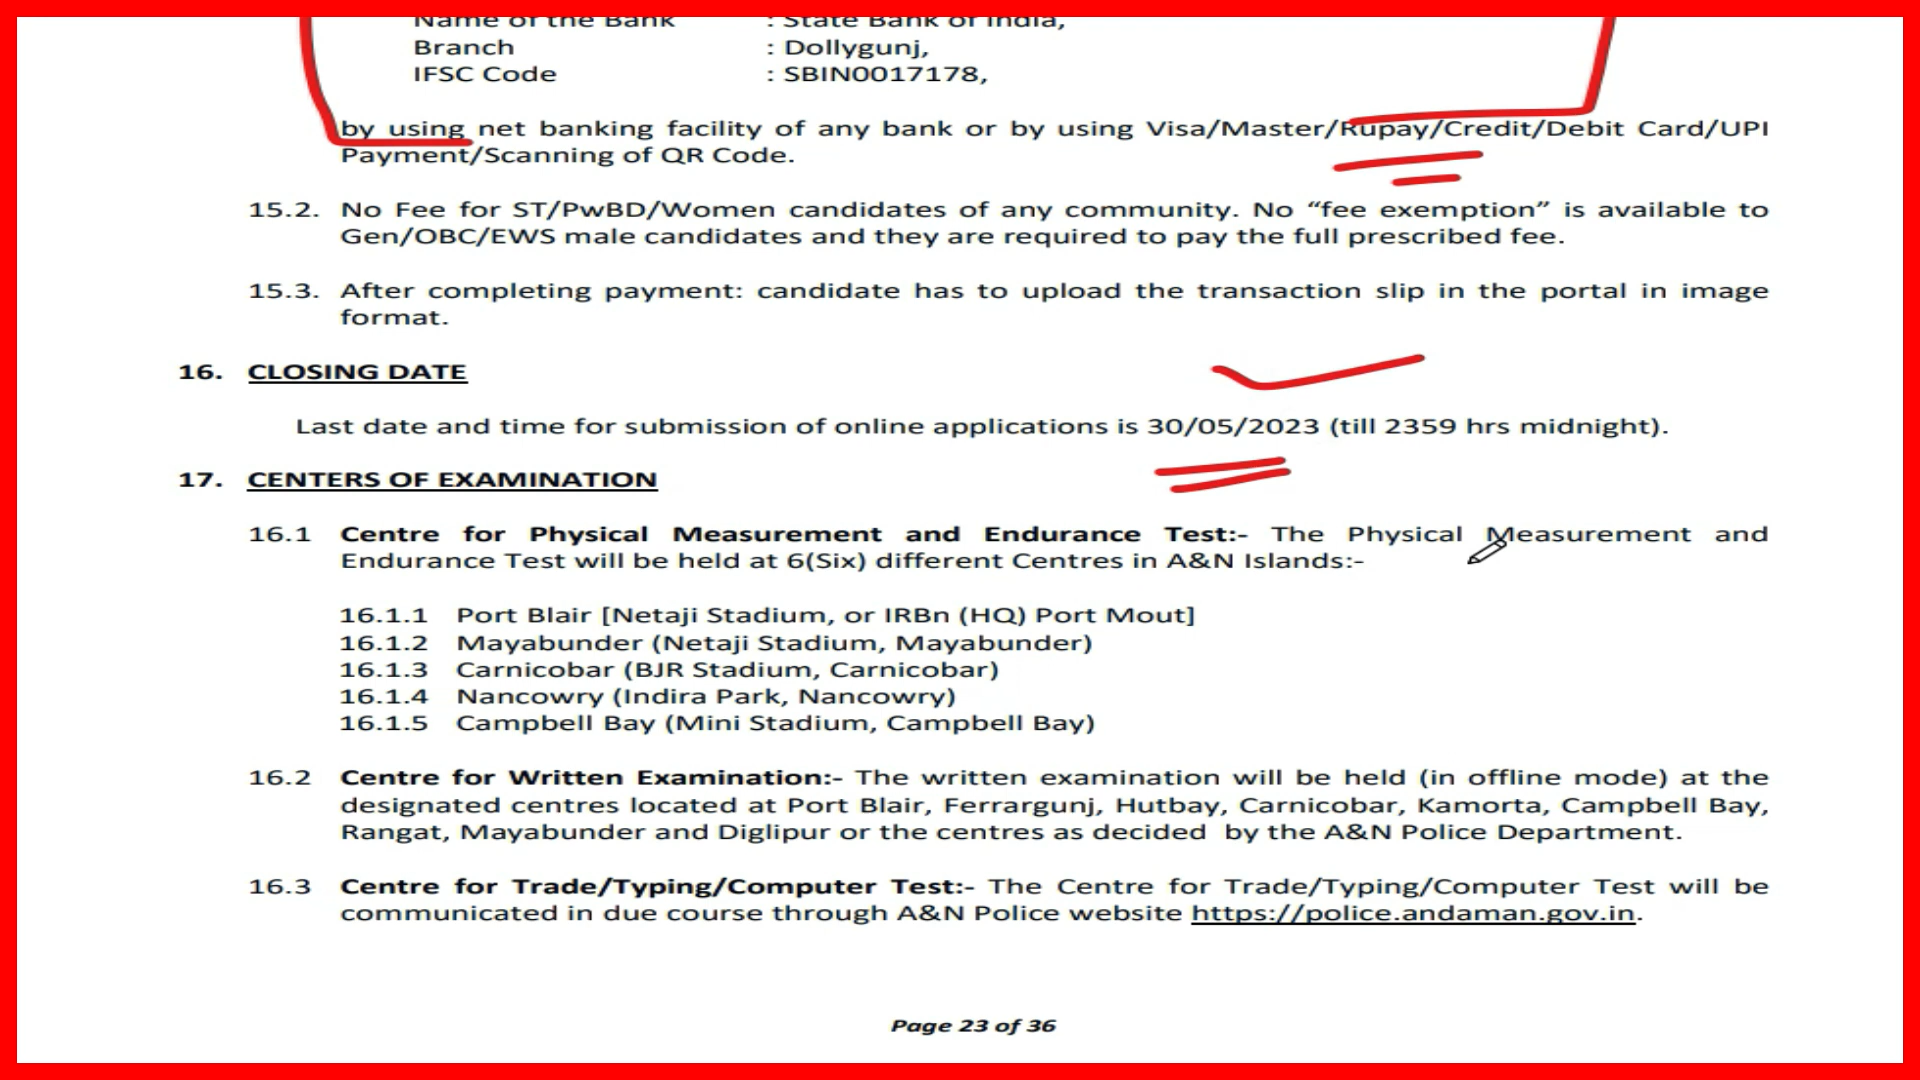 Name of the Bank : State Bank of India,
Branch : Dollygunj,
IFSC Code : SBIN0017178,
by using net banking facility of any bank or by using Visa/Master/Rupay/Credit/Debit Card/UPI
Payment/Scanning of QR Code.
15.2. No Fee for ST/PwBD/Women candidates of any community. No “fee exemption” is available to
Gen/OBC/EWS male candidates and they are required to pay the full prescribed fee.
15.3. After completing payment: candidate has to upload the transaction slip in the portal in image
format.
16. CLOSING DATE
Last date and time for submission of online applications is 30/05/2023 (till 2359 hrs midnight).
17. CENTERS OF EXAMINATION
16.1 Centre for Physical Measurement and Endurance Test:- The Physical Measurement and
Endurance Test will be held at 6(Six) different Centres in A&N Islands:-
16.1.1 Port Blair [Netaji Stadium, or IRBn (HQ) Port Mout]
16.1.2 Mayabunder (Netaji Stadium, Mayabunder)
16.1.3 Carnicobar (BJR Stadium, Carnicobar)
16.1.4 Nancowry (Indira Park, Nancowry)
16.1.5 Campbell Bay (Mini Stadium, Campbell Bay)
16.2 Centre for Written Examination:- The written examination will be held (in offline mode) at the
designated centres located at Port Blair, Ferrargunj, Hutbay, Carnicobar, Kamorta, Campbell Bay,
Rangat, Mayabunder and Diglipur or the centres as decided by the A&N Police Department.
16.3 Centre for Trade/Typing/Computer Test:- The Centre for Trade/Typing/Computer Test will be
communicated in due course through A&N Police website https://police.andaman.gov.in.
Page 23 of 36